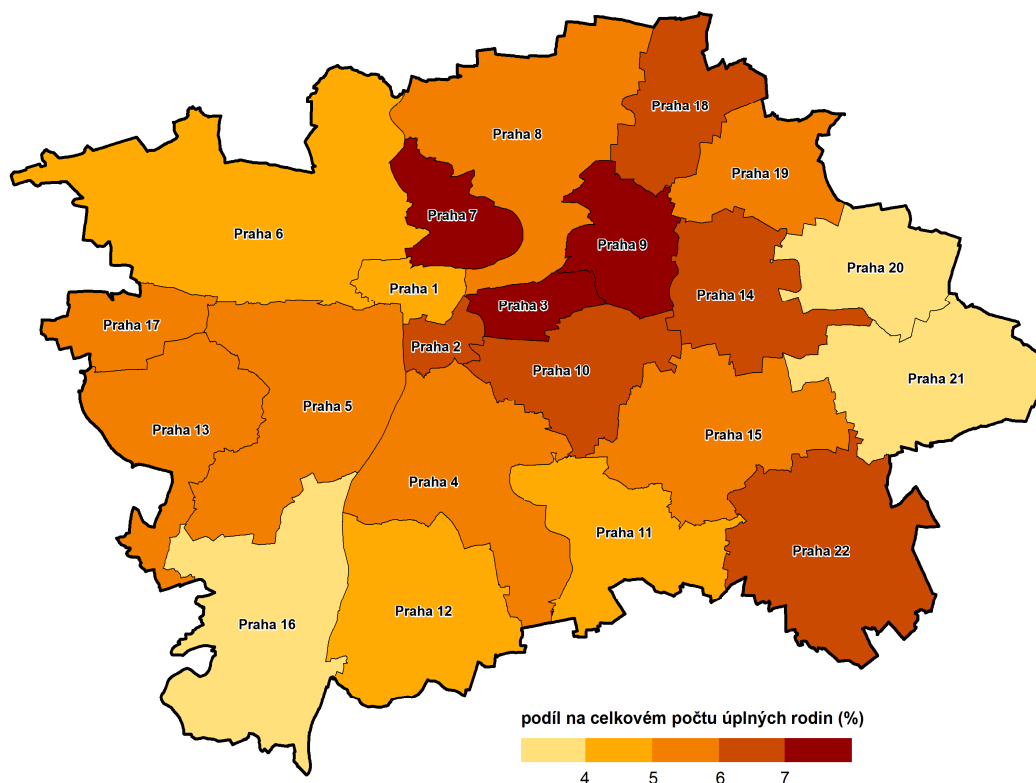 Praha 18
Praha 8
Praha 19
Praha 7
Praha 6
Praha 9
Praha 20
Praha 1
Praha 14
Praha 3
Praha 17
Praha 2
Praha 10
Praha 21
Praha 5
Praha 13
Praha 15
Praha 4
Praha 11
Praha 22
Praha 12
Praha 16
podíl na celkovém počtu úplných rodin (%)
4 5 6 7